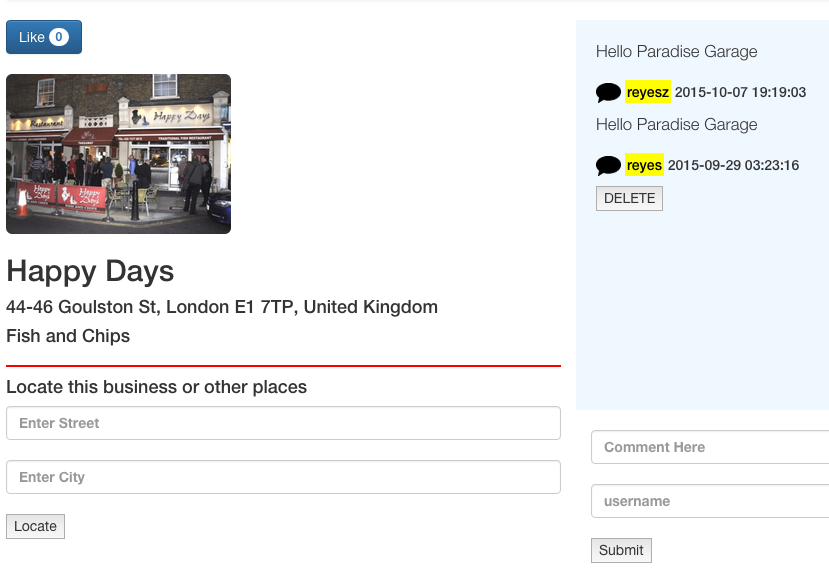 Like 0
Restaurant
Happy Days
TAKEAWAY
TRADITIONAL FISH RESTAURANT
Happy
Days
Happy
Days
Happy Days
44-46 Goulston St, London E1 7TP, United Kingdom
Fish and Chips
Locate this business or other places
Enter Street
Enter City
Locate
Hello Paradise Garage
reyesz 2015-10-07 19:19:03
Hello Paradise Garage
reyes 2015-09-29 03:23:16
DELETE
Comment Here
username
Submit